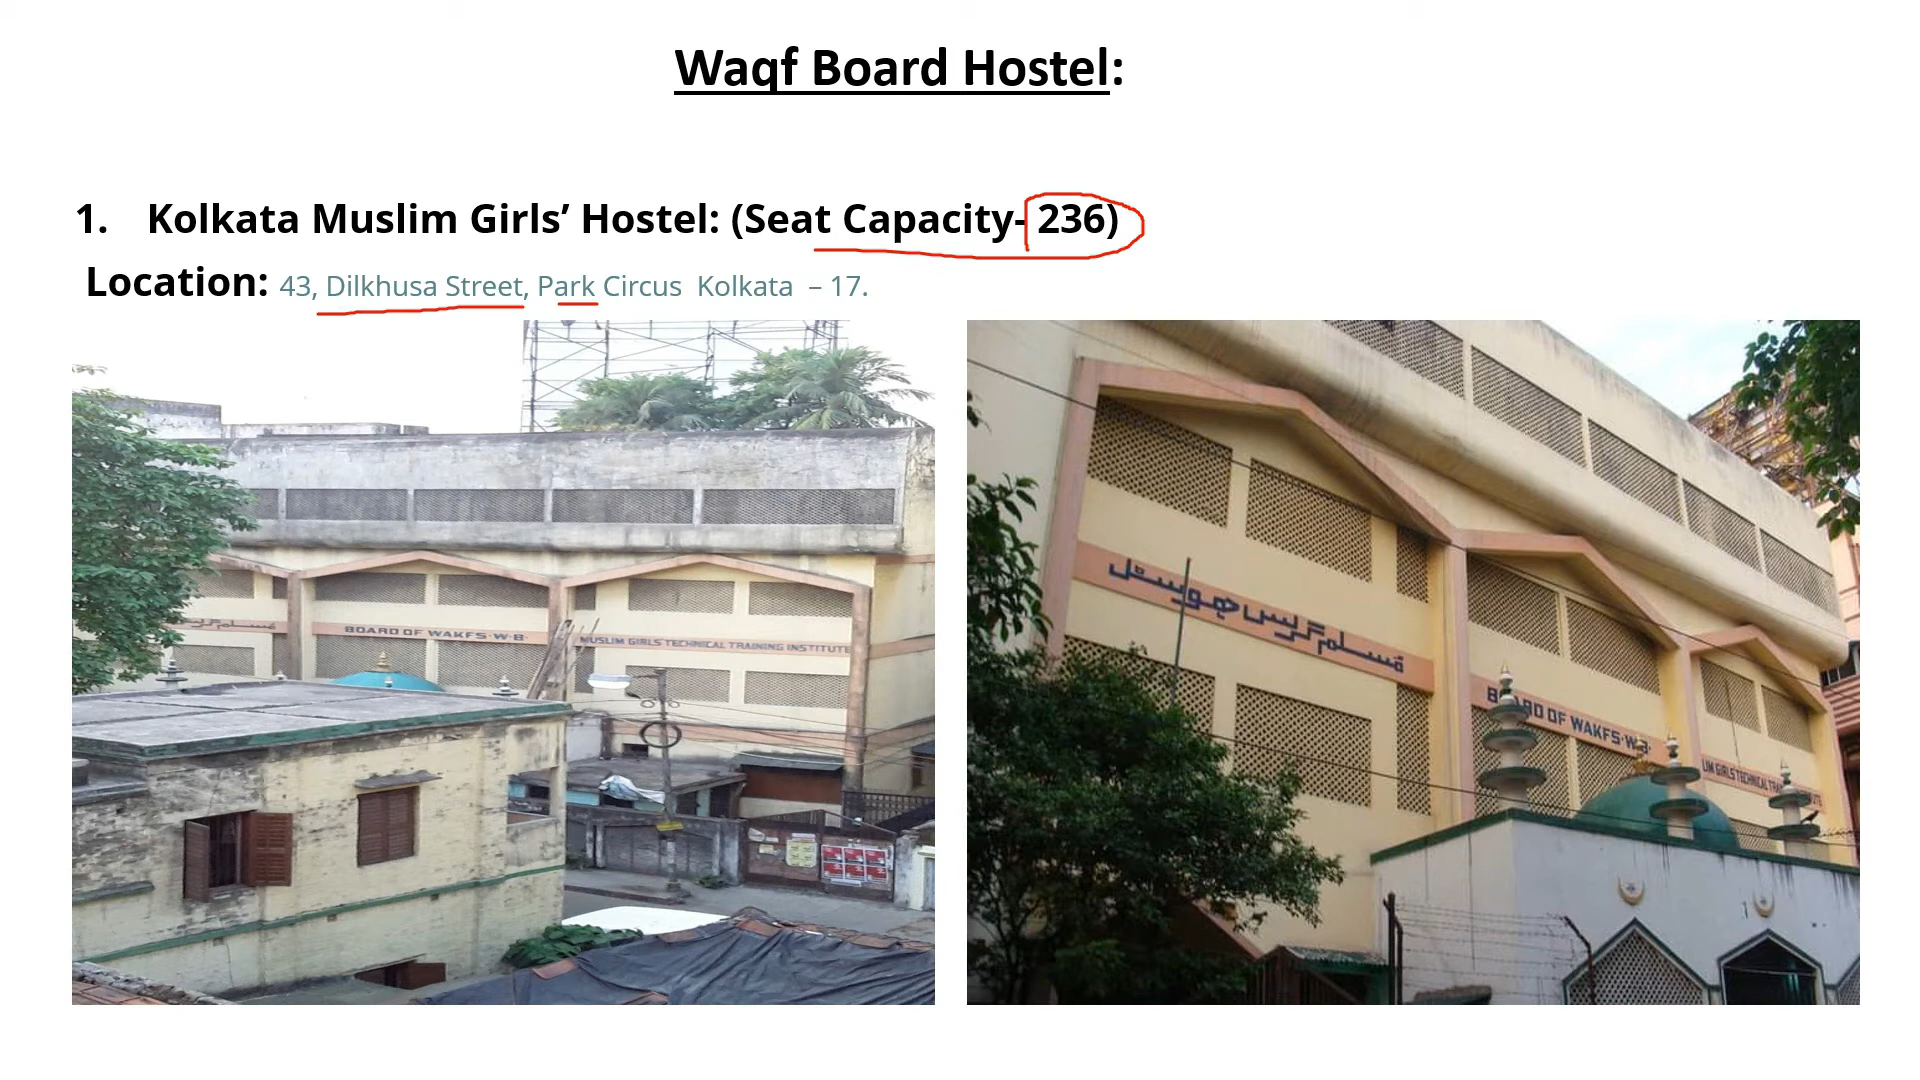 Waqf Board Hostel:
1. Kolkata Muslim Girls’ Hostel: (Seat Capacity- 236)
Location: 43, Dilkhusa Street, Park Circus Kolkata – 17.
BOARD OF WAKFS·W·B·
MUSLIM GIRLS'TECHNICAL TRAINING INSTITUTE
مسلم گرلس ہوسٹل
BOARD OF WAKFS·W·B·